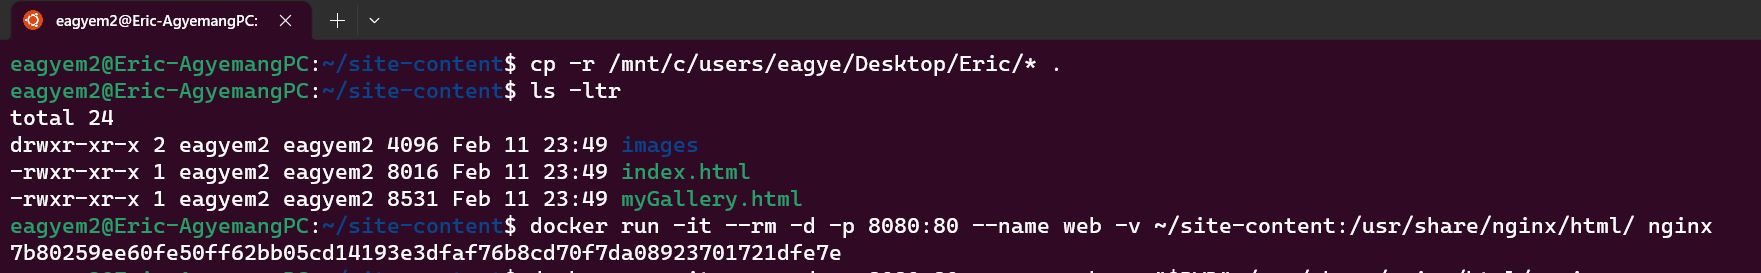 eagyem2@Eric-AgyemangPC:
eagyem2@Eric-AgyemangPC:~/site-content$ cp -r /mnt/c/users/eagye/Desktop/Eric/* .
eagyem2@Eric-AgyemangPC:~/site-content$ ls -ltr
total 24
drwxr-xr-x 2 eagyem2 eagyem2 4096 Feb 11 23:49 images
-rwxr-xr-x 1 eagyem2 eagyem2 8016 Feb 11 23:49 index.html
-rwxr-xr-x 1 eagyem2 eagyem2 8531 Feb 11 23:49 myGallery.html
eagyem2@Eric-AgyemangPC:~/site-content$ docker run -it --rm -d -p 8080:80 --name web -v ~/site-content:/usr/share/nginx/html/ nginx
7b80259ee60fe50ff62bb05cd14193e3dfaf76b8cd70f7da08923701721dfe7e